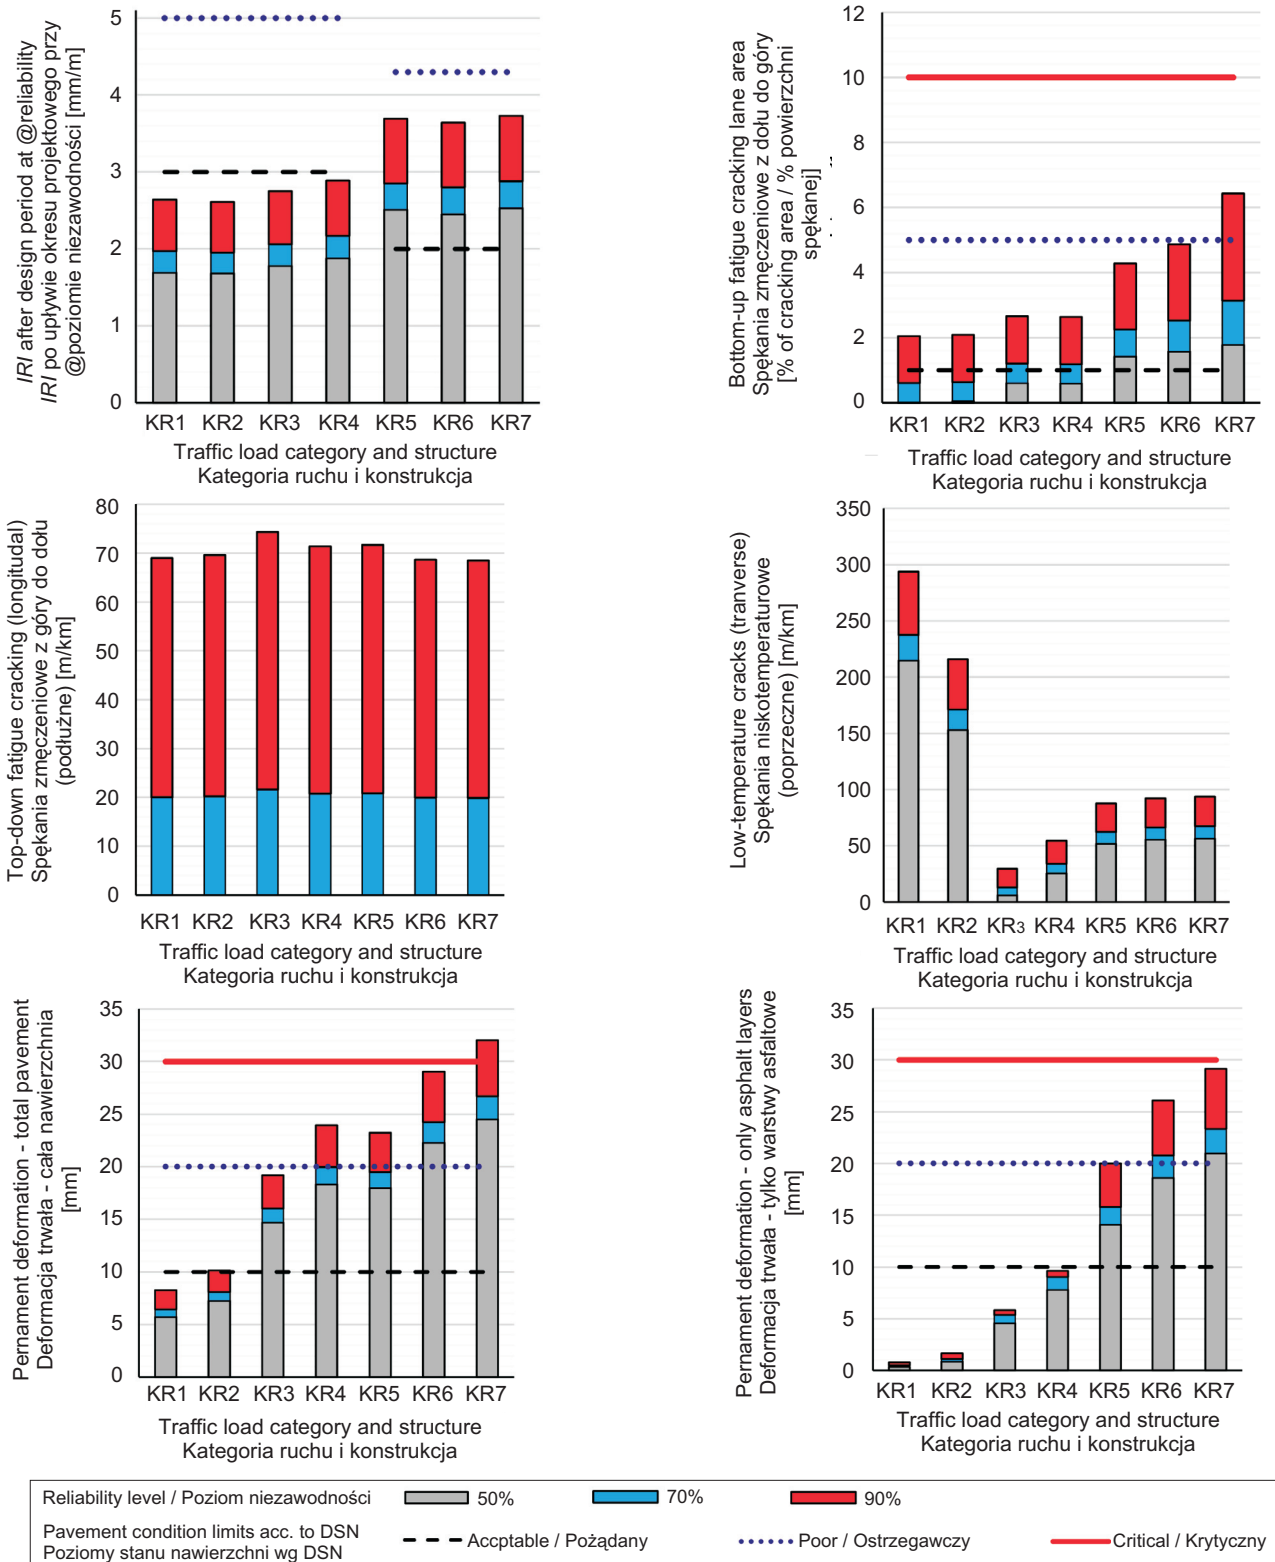 IRI after design period at @reliability
IRI po upływie okresu projektowego przy
@poziomie niezawodności [mm/m]
5
4
3
2
1
0
KR1 KR2 KR3 KR4 KR5 KR6 KR7
Traffic load category and structure
Kategoria ruchu i konstrukcja
Bottom-up fatigue cracking lane area
Spękania zmęczeniowe z dołu do góry
[% of cracking area / % powierzchni
spękanej]
12
10
8
6
4
2
0
KR1 KR2 KR3 KR4 KR5 KR6 KR7
Traffic load category and structure
Kategoria ruchu i konstrukcja
Top-down fatigue cracking (longitudal)
Spękania zmęczeniowe z góry do dołu
(podłużne) [m/km]
80
70
60
50
40
30
20
10
0
KR1 KR2 KR3 KR4 KR5 KR6 KR7
Traffic load category and structure
Kategoria ruchu i konstrukcja
Low-temperature cracks (tranverse)
Spękania niskotemperaturowe
(poprzeczne) [m/km]
350
300
250
200
150
100
50
0
KR1 KR2 KR3 KR4 KR5 KR6 KR7
Traffic load category and structure
Kategoria ruchu i konstrukcja
Pernament deformation - total pavement
Deformacja trwała - cała nawierzchnia
[mm]
35
30
25
20
15
10
5
0
KR1 KR2 KR3 KR4 KR5 KR6 KR7
Traffic load category and structure
Kategoria ruchu i konstrukcja
Pernament deformation - only asphalt layers
Deformacja trwała - tylko warstwy asfaltowe
[mm]
35
30
25
20
15
10
5
0
KR1 KR2 KR3 KR4 KR5 KR6 KR7
Traffic load category and structure
Kategoria ruchu i konstrukcja
Reliability level / Poziom niezawodności 50% 70% 90%
Pavement condition limits acc. to DSN
Poziomy stanu nawierzchni wg DSN
Accptable / Pożądany Poor / Ostrzegawczy Critical / Krytyczny